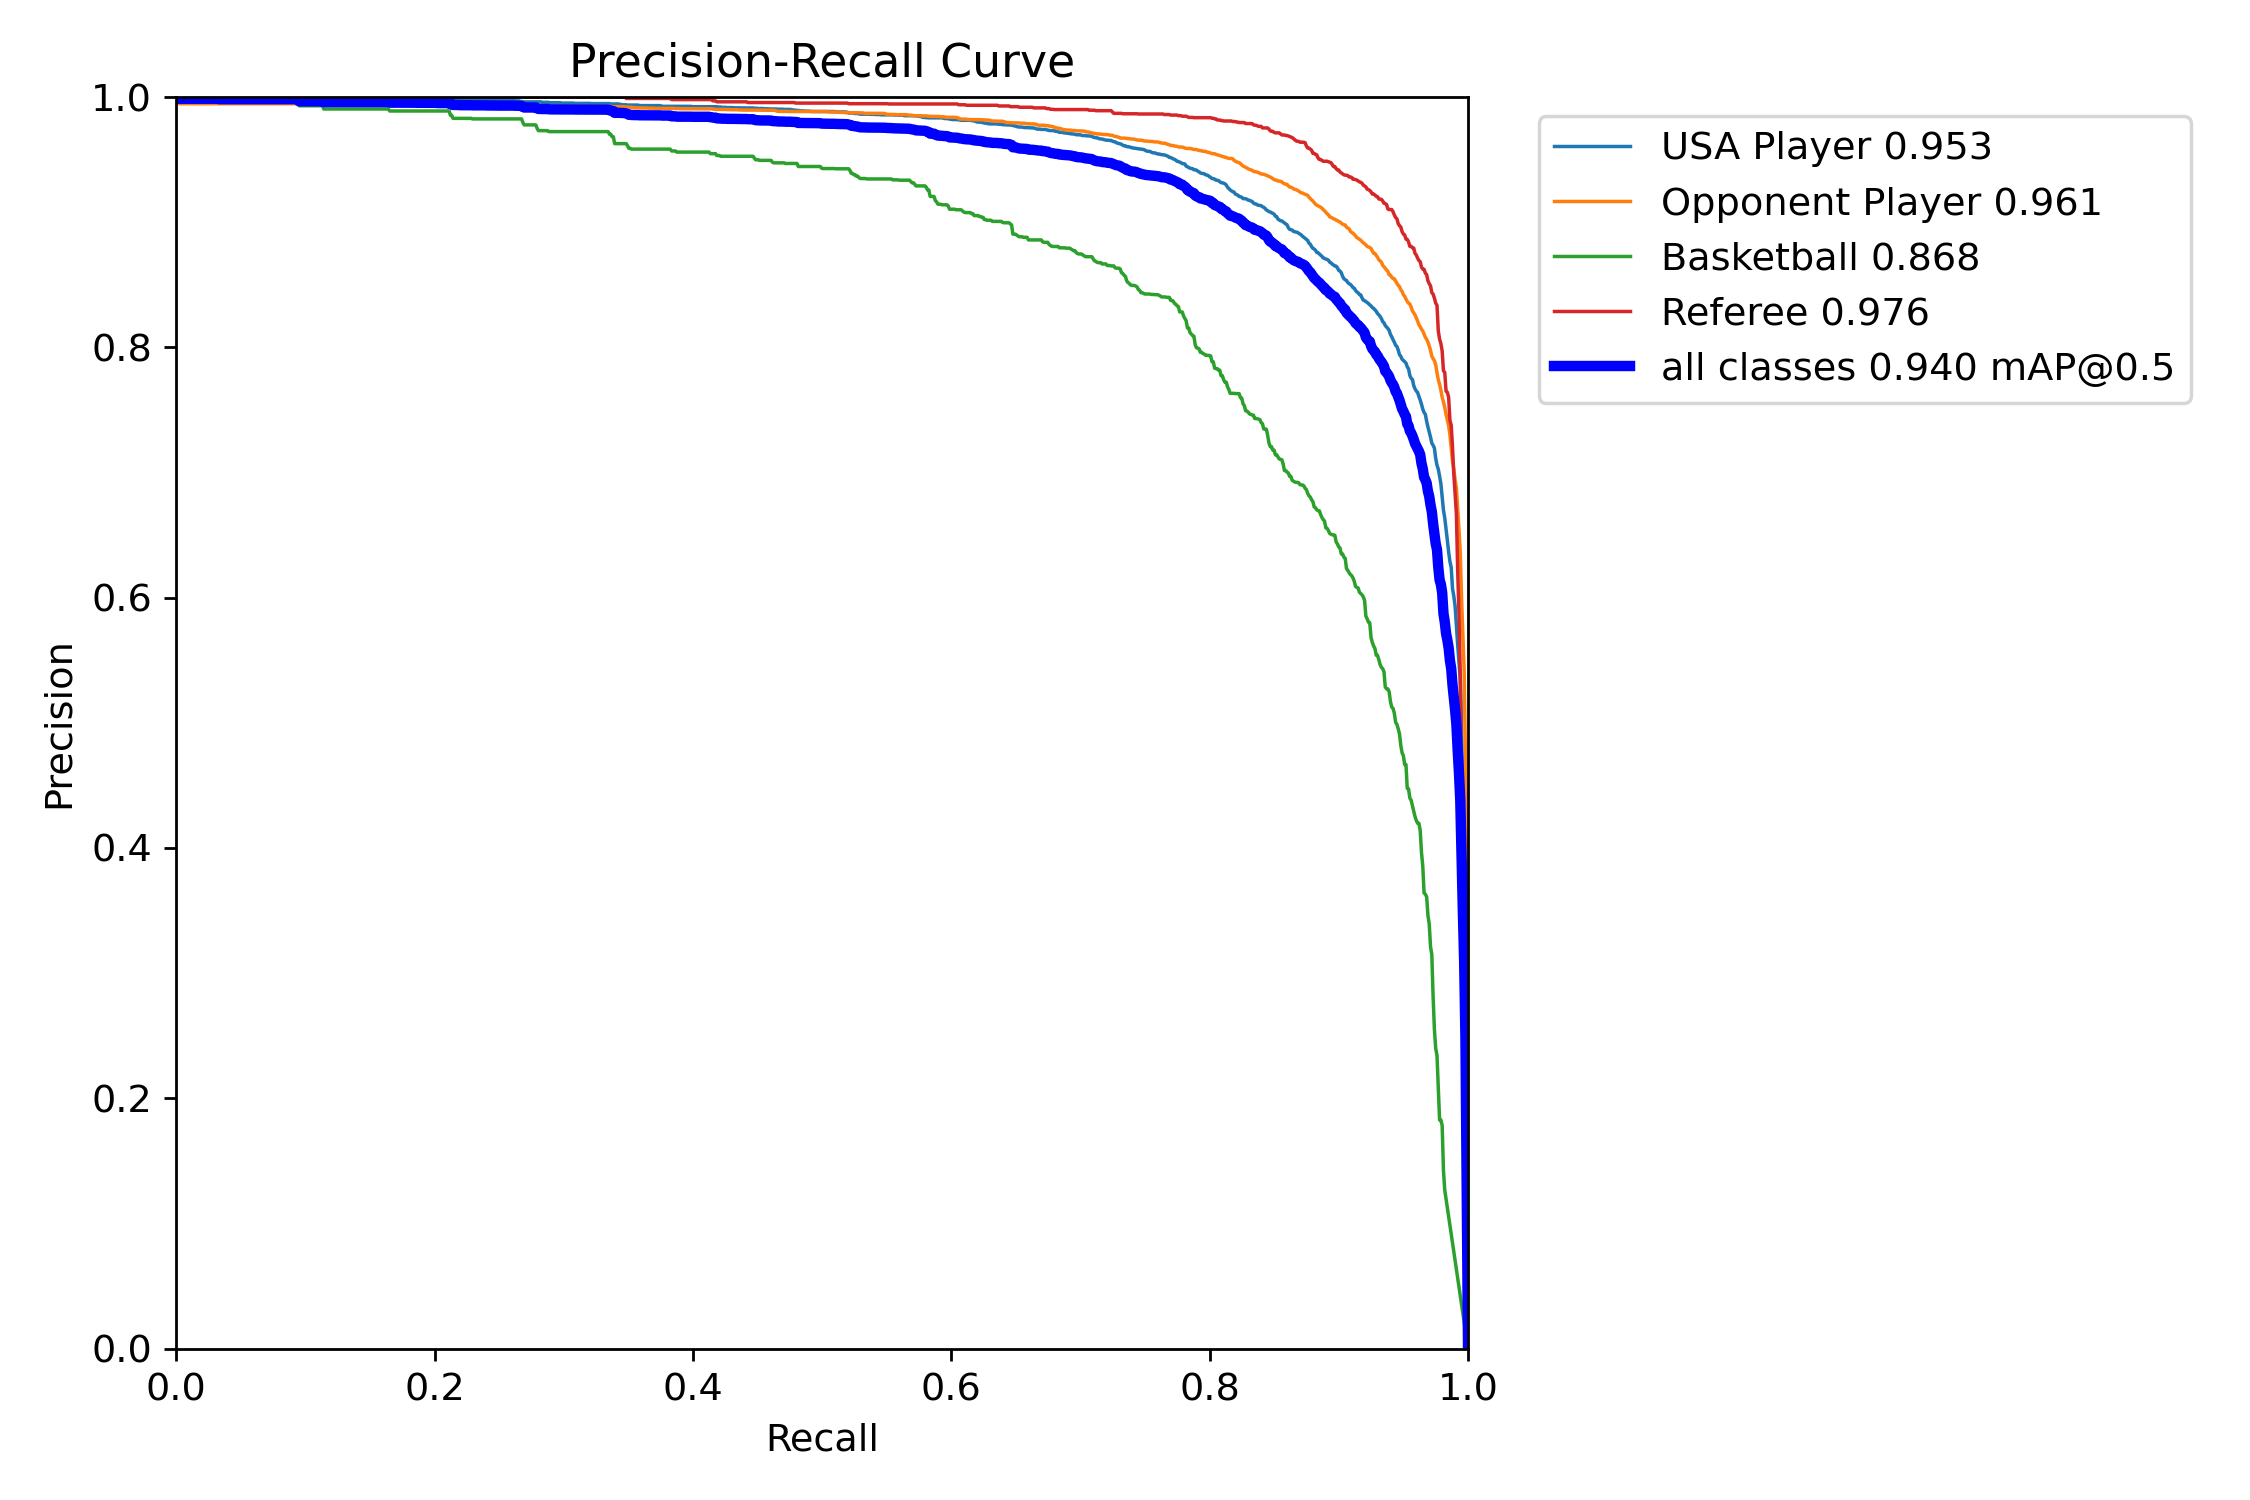 Precision-Recall Curve
1.0
0.8
0.6
0.4
0.2
0.0
Precision
0.0 0.2 0.4 0.6 0.8 1.0
Recall
USA Player 0.953
Opponent Player 0.961
Basketball 0.868
Referee 0.976
all classes 0.940 mAP@0.5